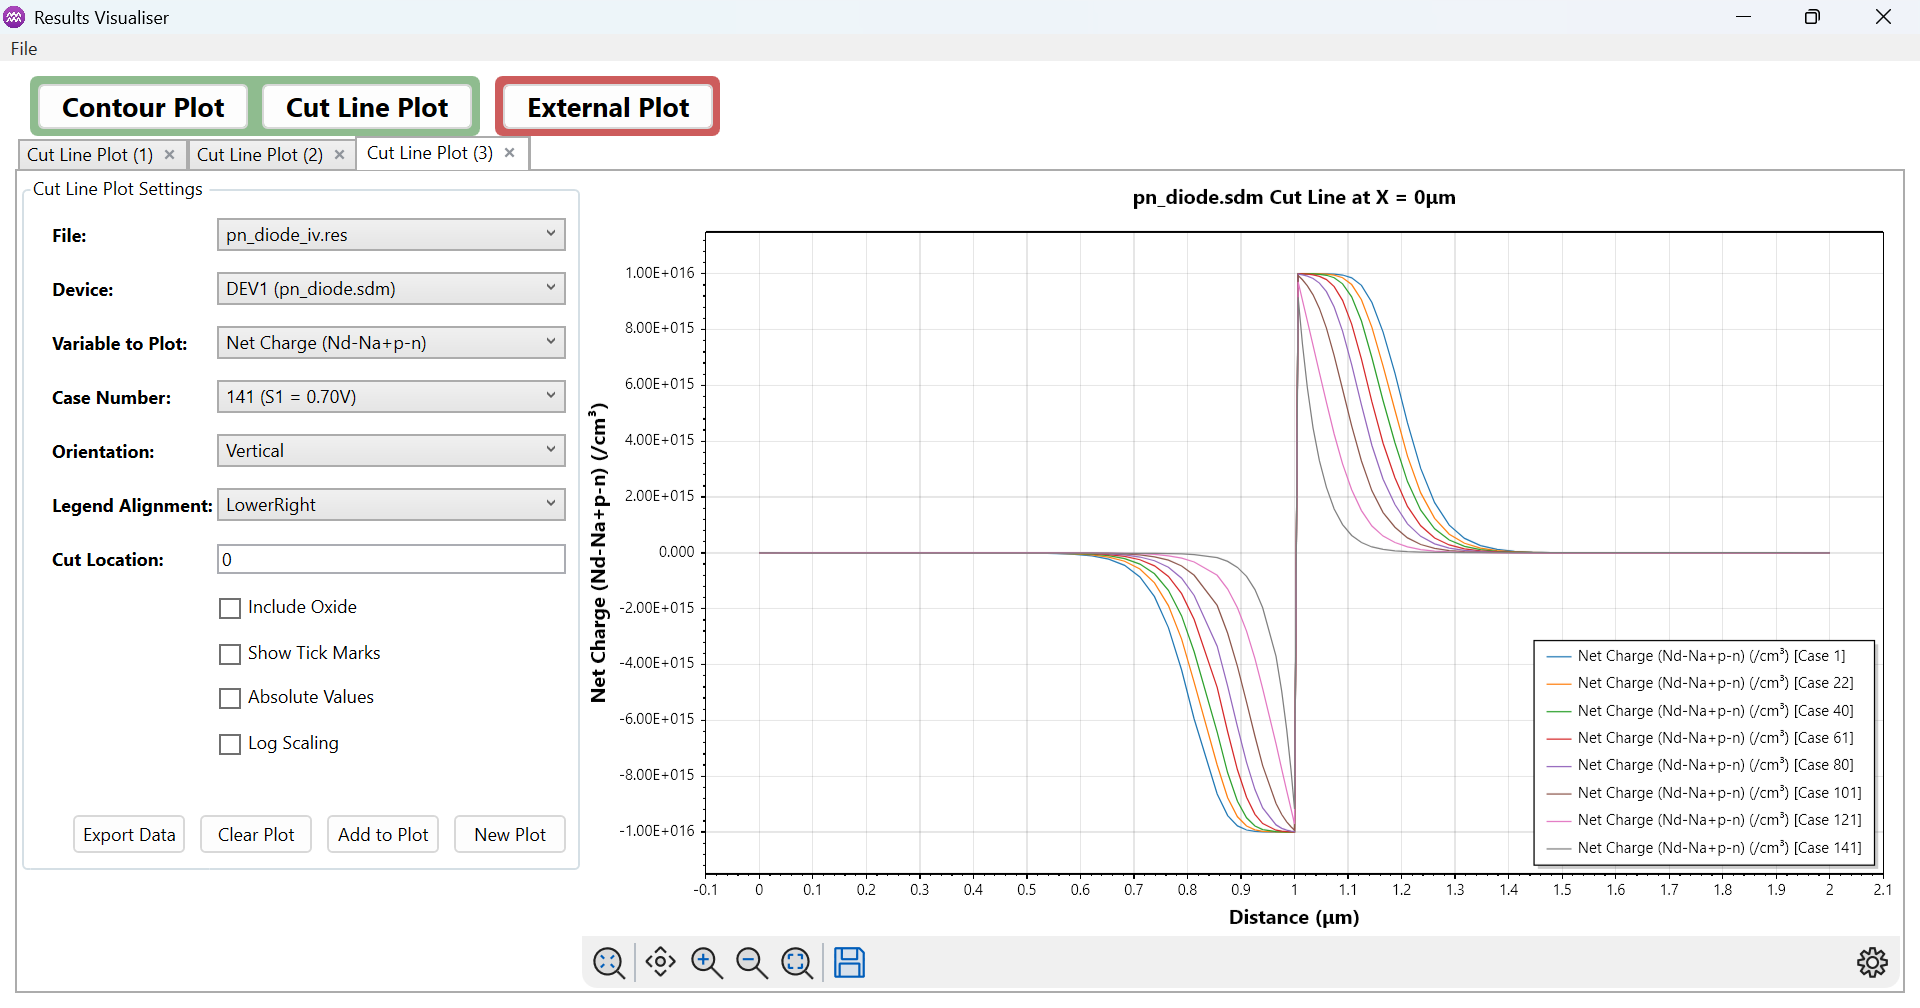 Results Visualiser
File
Contour Plot
Cut Line Plot
External Plot
Cut Line Plot (1)
Cut Line Plot (2)
Cut Line Plot (3)
Cut Line Plot Settings
File:
pn_diode_iv.res
Device:
DEV1 (pn_diode.sdm)
Variable to Plot:
Net Charge (Nd-Na+p-n)
Case Number:
141 (S1 = 0.70V)
Orientation:
Vertical
Legend Alignment:
LowerRight
Cut Location:
0
Include Oxide
Show Tick Marks
Absolute Values
Log Scaling
Export Data
Clear Plot
Add to Plot
New Plot
pn_diode.sdm Cut Line at X = 0µm
Net Charge (Nd-Na+p-n) (/cm³)
1.00E+016
8.00E+015
6.00E+015
4.00E+015
2.00E+015
0.000
-2.00E+015
-4.00E+015
-6.00E+015
-8.00E+015
-1.00E+016
Net Charge (Nd-Na+p-n) (/cm³) [Case 1]
Net Charge (Nd-Na+p-n) (/cm³) [Case 22]
Net Charge (Nd-Na+p-n) (/cm³) [Case 40]
Net Charge (Nd-Na+p-n) (/cm³) [Case 61]
Net Charge (Nd-Na+p-n) (/cm³) [Case 80]
Net Charge (Nd-Na+p-n) (/cm³) [Case 101]
Net Charge (Nd-Na+p-n) (/cm³) [Case 121]
Net Charge (Nd-Na+p-n) (/cm³) [Case 141]
-0.1 0 0.1 0.2 0.3 0.4 0.5 0.6 0.7 0.8 0.9 1 1.1 1.2 1.3 1.4 1.5 1.6 1.7 1.8 1.9 2 2.1
Distance (µm)